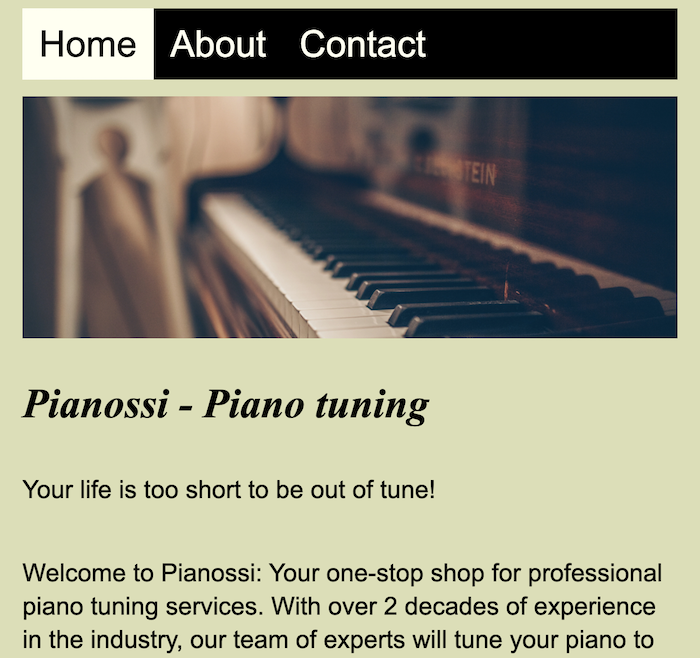 Home About Contact
Pianossi - Piano tuning
Your life is too short to be out of tune!
Welcome to Pianossi: Your one-stop shop for professional
piano tuning services. With over 2 decades of experience
in the industry, our team of experts will tune your piano to